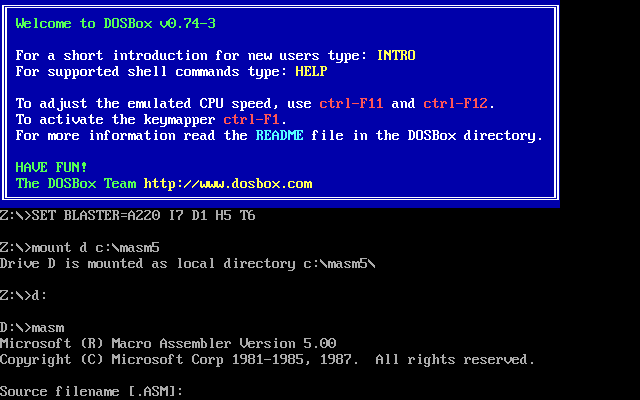 Welcome to DOSBox v0.74-3
For a short introduction for new users type: INTRO
For supported shell commands type: HELP
To adjust the emulated CPU speed, use ctrl-F11 and ctrl-F12.
To activate the keymapper ctrl-F1.
For more information read the README file in the DOSBox directory.
HAVE FUN!
The DOSBox Team http://www.dosbox.com
Z:\>SET BLASTER=A220 I7 D1 H5 T6
Z:\>mount d c:\masm5
Drive D is mounted as local directory c:\masm5\
Z:\>d:
D:\>masm
Microsoft (R) Macro Assembler Version 5.00
Copyright (C) Microsoft Corp 1981-1985, 1987.  All rights reserved.
Source filename [.ASM]: